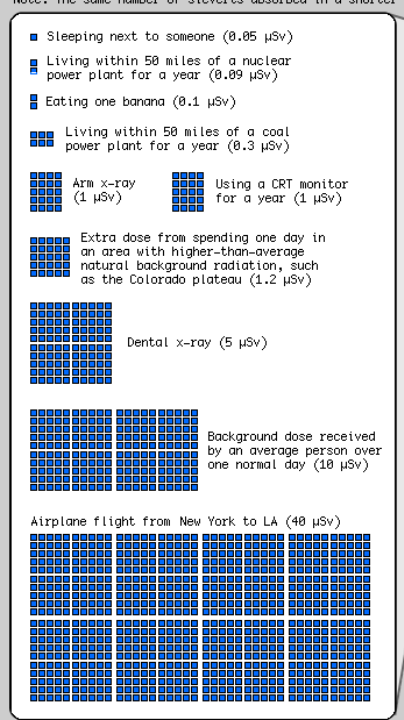 Note: The same number of sieverts absorbed in a shorter
Sleeping next to someone (0.05 µSv)
Living within 50 miles of a nuclear
power plant for a year (0.09 µSv)
Eating one banana (0.1 µSv)
Living within 50 miles of a coal
power plant for a year (0.3 µSv)
Arm x-ray
(1 µSv)
Using a CRT monitor
for a year (1 µSv)
Extra dose from spending one day in
an area with higher-than-average
natural background radiation, such
as the Colorado plateau (1.2 µSv)
Dental x-ray (5 µSv)
Background dose received
by an average person over
one normal day (10 µSv)
Airplane flight from New York to LA (40 µSv)